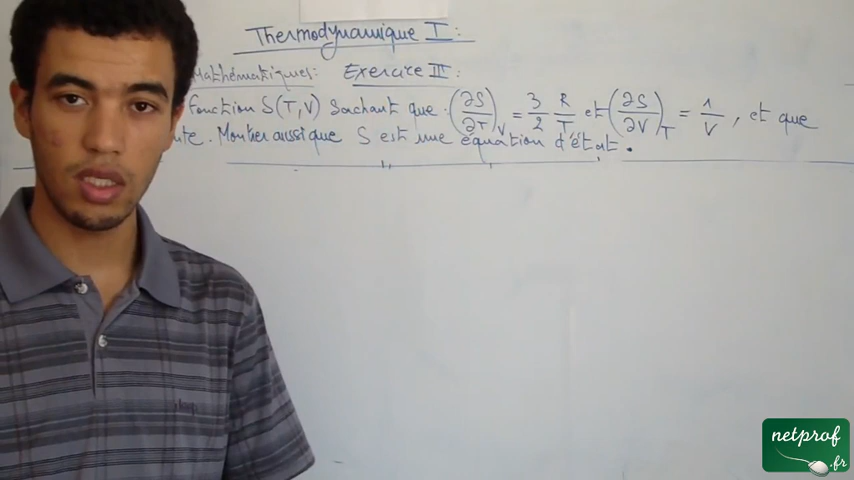 Thermodynamique I :
Mathématiques: Exercice III :
fonction S(T,V) Sachant que : (∂S/∂T)_V = 3/2 R/T et (∂S/∂V)_T = 1/V , et que
Montrer aussi que S est une équation d'état .
netprof
.fr